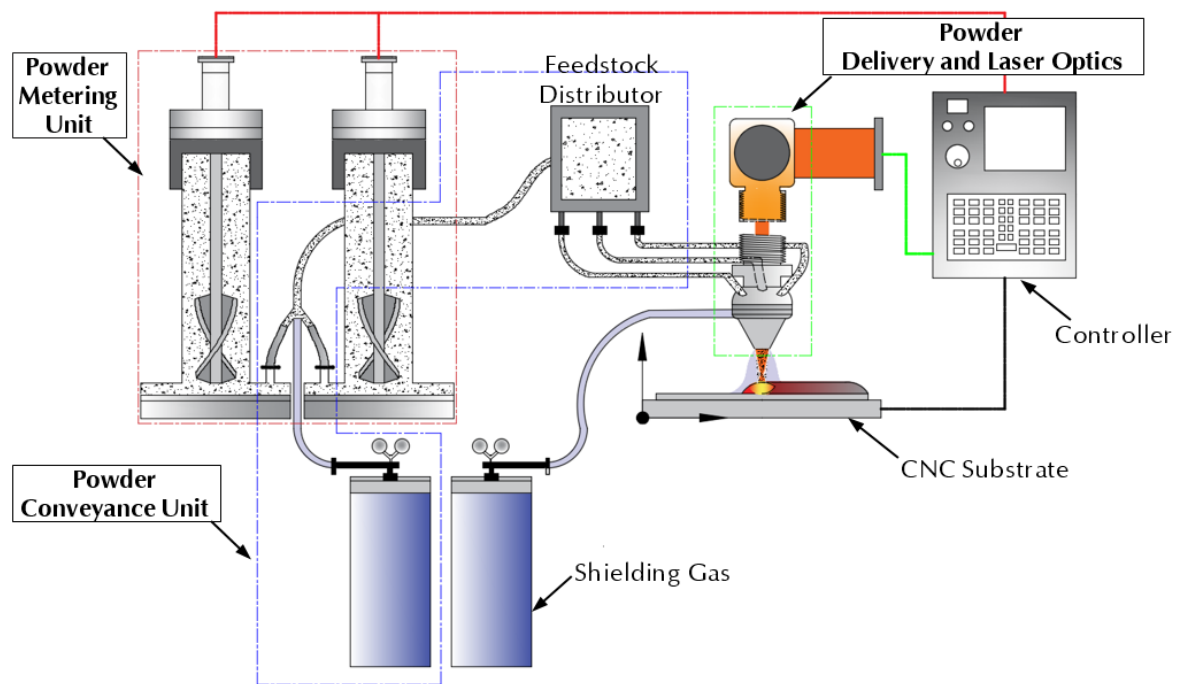 Powder
Delivery and Laser Optics
Powder
Metering
Unit
Feedstock
Distributor
Controller
CNC Substrate
Powder
Conveyance Unit
Shielding Gas